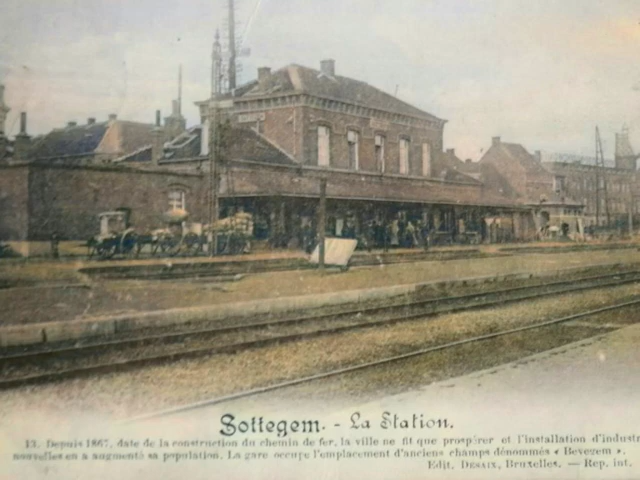 Sottegem. - La Station.
13. Depuis 1867, date de la construction du chemin de fer, la ville ne fit que prospérer et l'installation d'industr
nouvelles en a augmenté sa population. La gare occupe l'emplacement d'anciens champs dénommés « Bevegem ».
Edit. DESAIX, Bruxelles. — Rep. int.